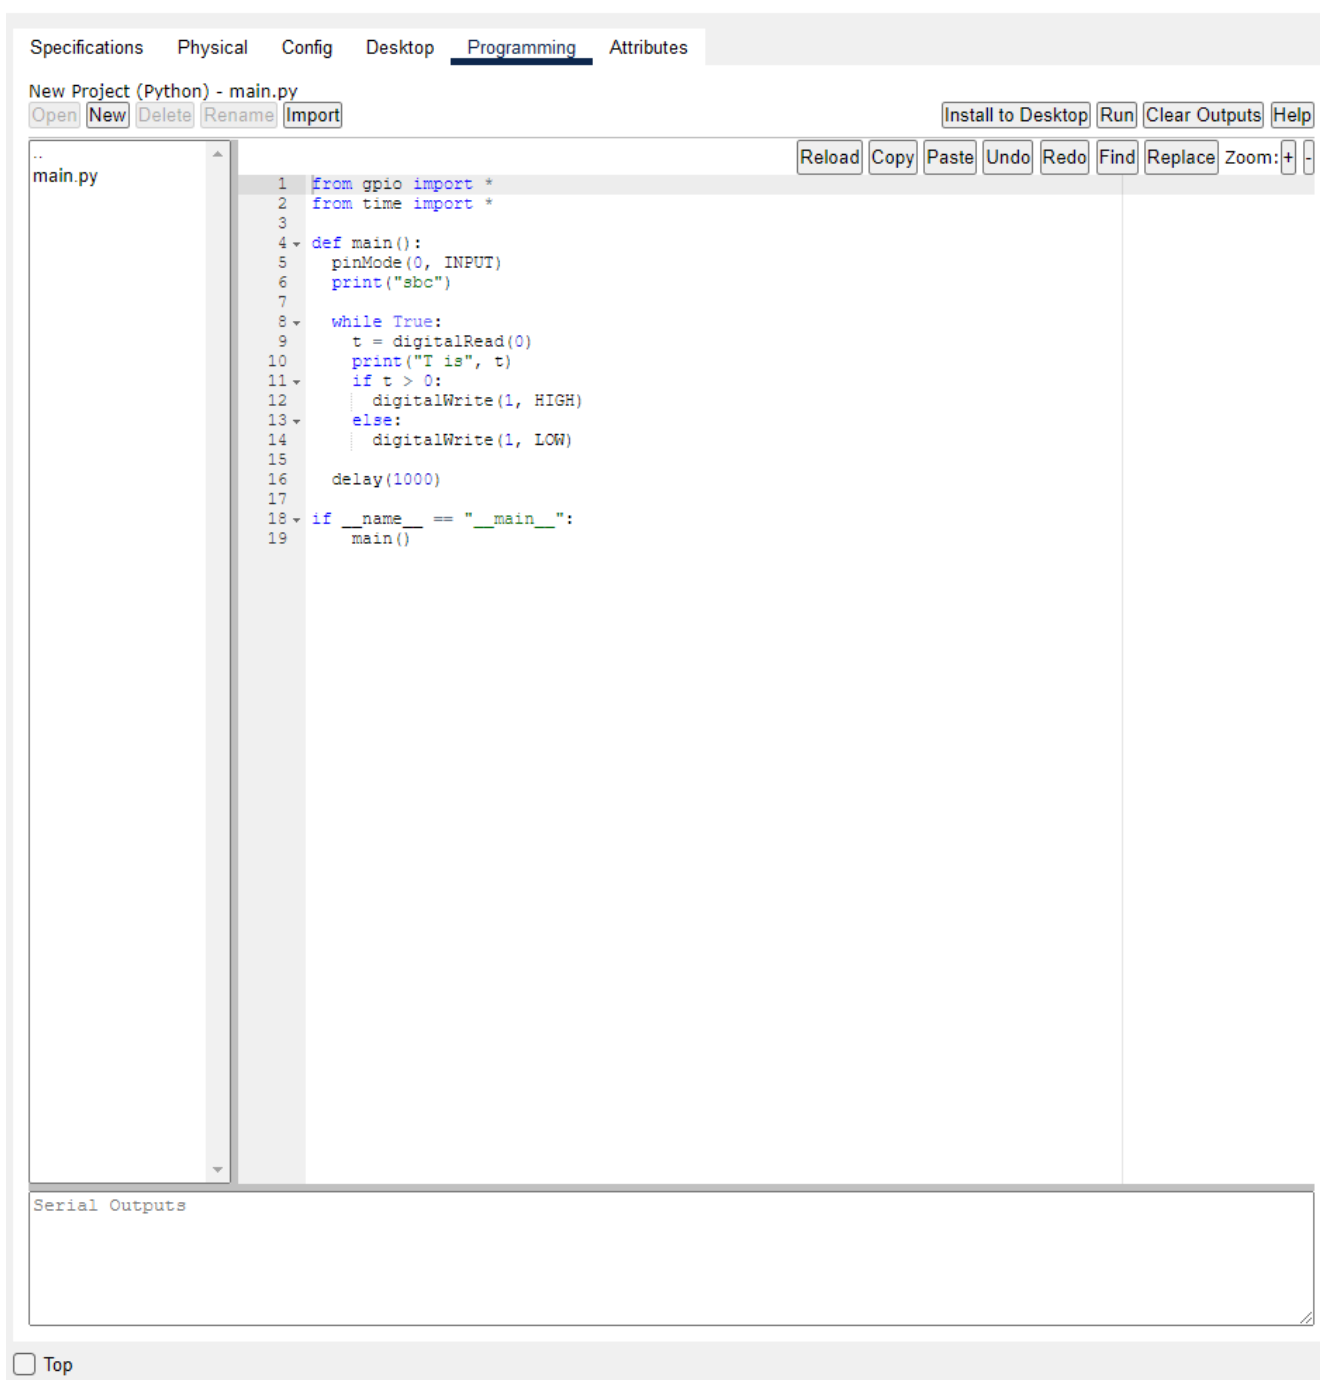 Specifications Physical Config Desktop Programming Attributes
New Project (Python) - main.py
Open New Delete Rename Import Install to Desktop Run Clear Outputs Help
..
main.py
Reload Copy Paste Undo Redo Find Replace Zoom: + -
1 from gpio import *
2 from time import *
3
4 def main():
5   pinMode(0, INPUT)
6   print("sbc")
7
8   while True:
9     t = digitalRead(0)
10     print("T is", t)
11     if t > 0:
12       digitalWrite(1, HIGH)
13     else:
14       digitalWrite(1, LOW)
15
16   delay(1000)
17
18 if __name__ == "__main__":
19     main()
Serial Outputs
Top